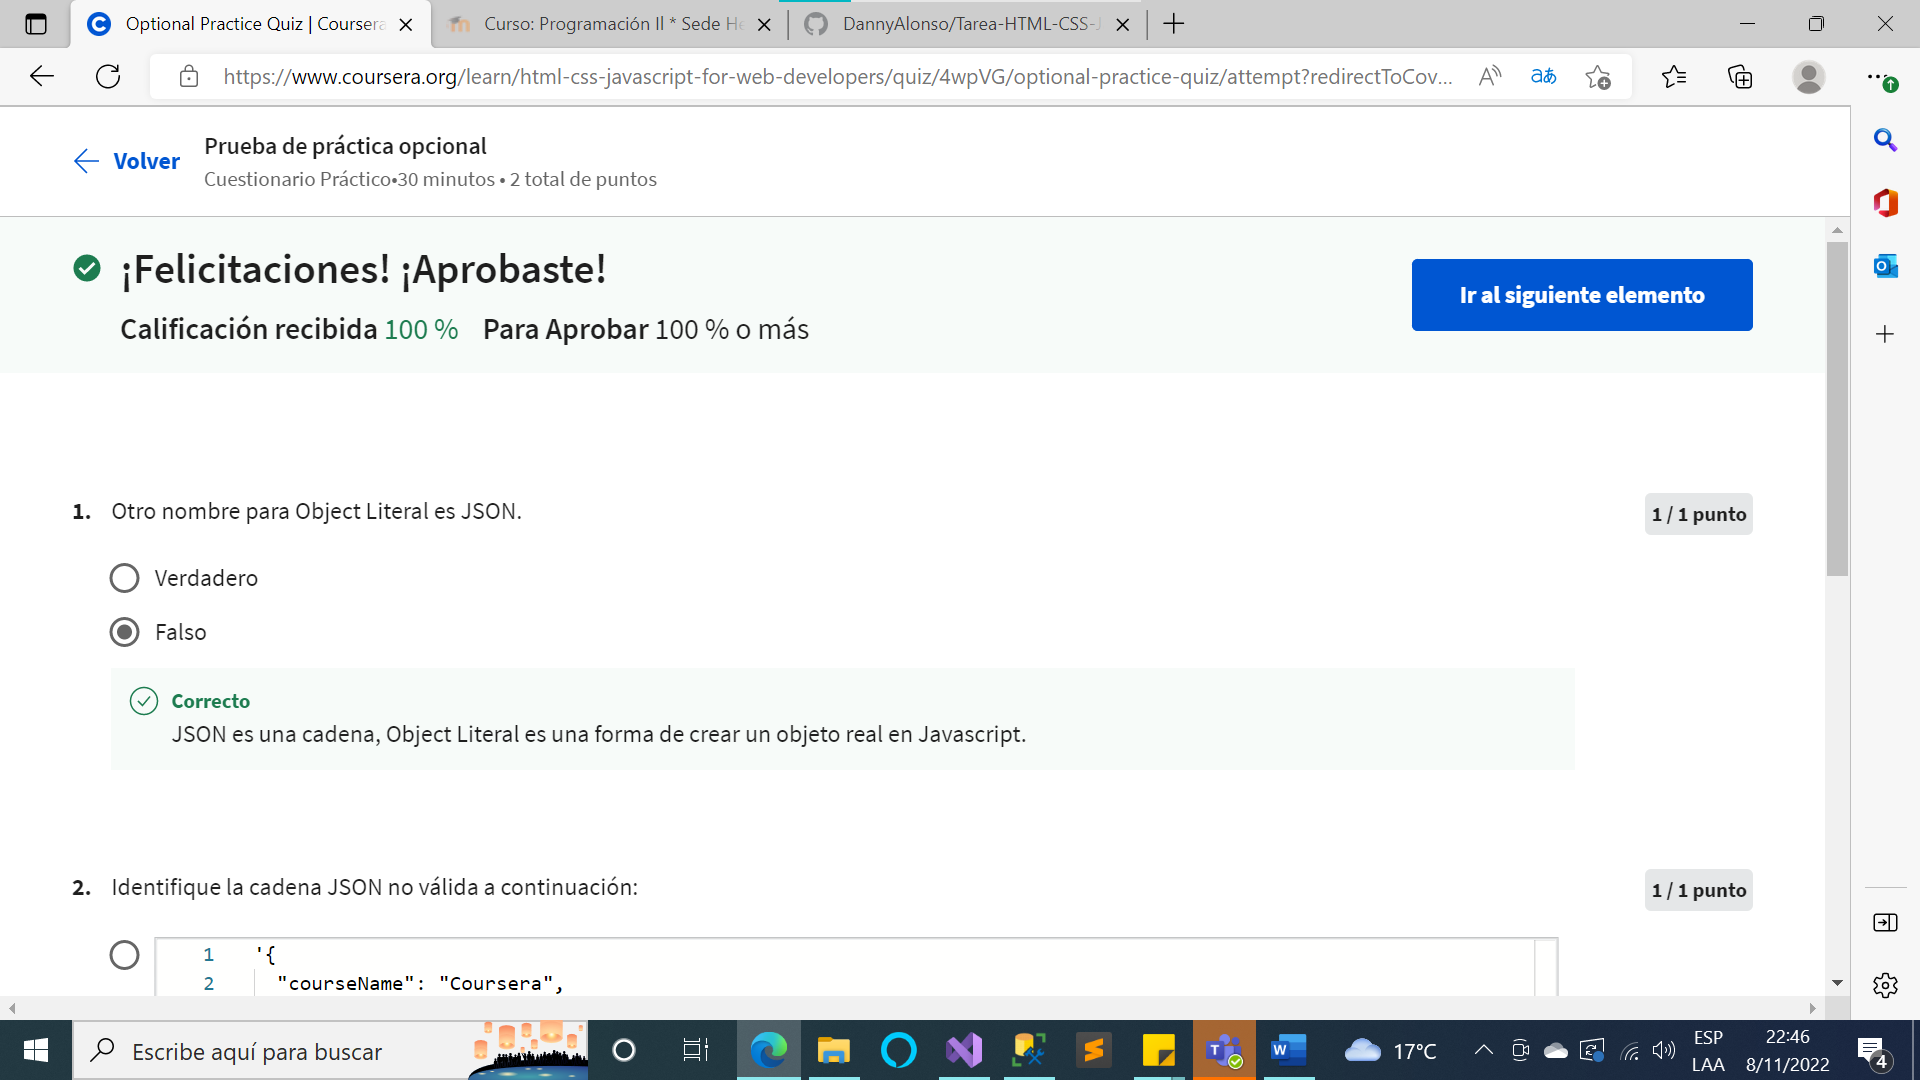 Optional Practice Quiz | Coursera
Curso: Programación II * Sede He
DannyAlonso/Tarea-HTML-CSS-J
https://www.coursera.org/learn/html-css-javascript-for-web-developers/quiz/4wpVG/optional-practice-quiz/attempt?redirectToCov...
Volver
Prueba de práctica opcional
Cuestionario Práctico•30 minutos • 2 total de puntos
¡Felicitaciones! ¡Aprobaste!
Calificación recibida 100 % Para Aprobar 100 % o más
Ir al siguiente elemento
1. Otro nombre para Object Literal es JSON.
1 / 1 punto
Verdadero
Falso
Correcto
JSON es una cadena, Object Literal es una forma de crear un objeto real en Javascript.
2. Identifique la cadena JSON no válida a continuación:
1 / 1 punto
1 '{
2 "courseName": "Coursera",
Escribe aquí para buscar
17°C
ESP
LAA
22:46
8/11/2022
4